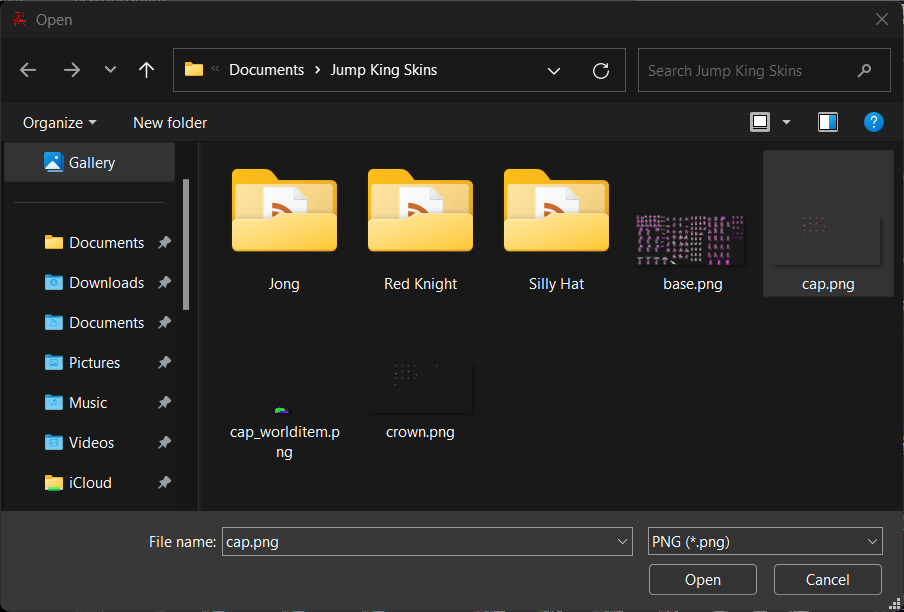 Open
Documents > Jump King Skins
Search Jump King Skins
Organize
New folder
Gallery
Documents
Downloads
Documents
Pictures
Music
Videos
iCloud
Jong
Red Knight
Silly Hat
base.png
cap.png
cap_worlditem.p
ng
crown.png
File name: cap.png
PNG (*.png)
Open
Cancel